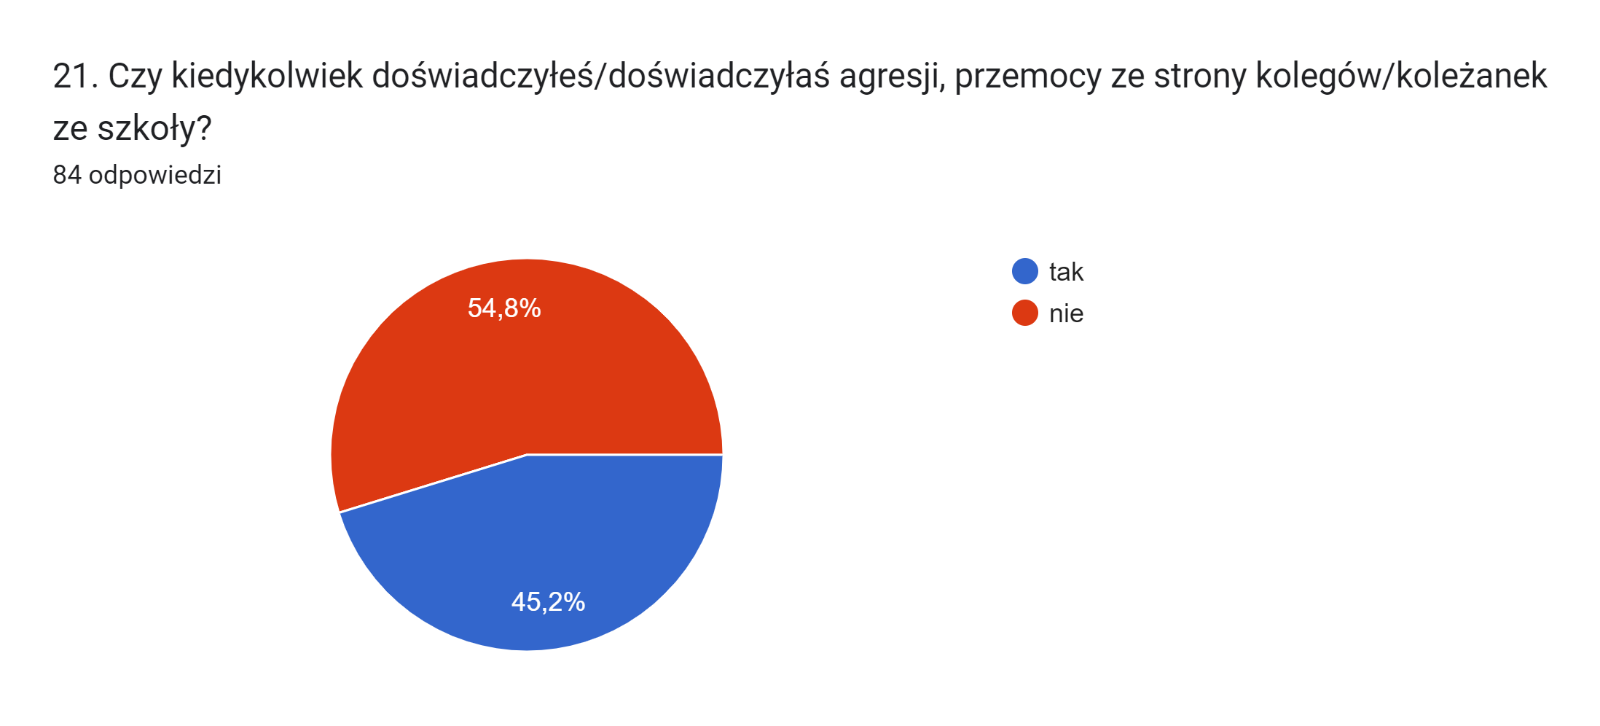 21. Czy kiedykolwiek doświadczyłeś/doświadczyłaś agresji, przemocy ze strony kolegów/koleżanek
ze szkoły?
84 odpowiedzi
tak
nie
54,8%
45,2%